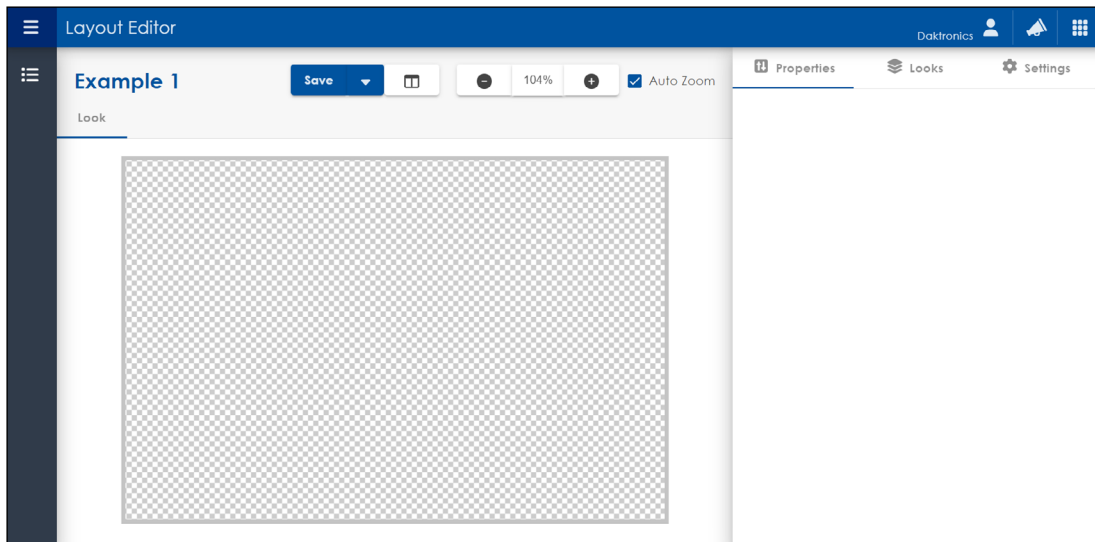 Layout Editor
Daktronics
Example 1
Save
104%
Auto Zoom
Properties
Looks
Settings
Look